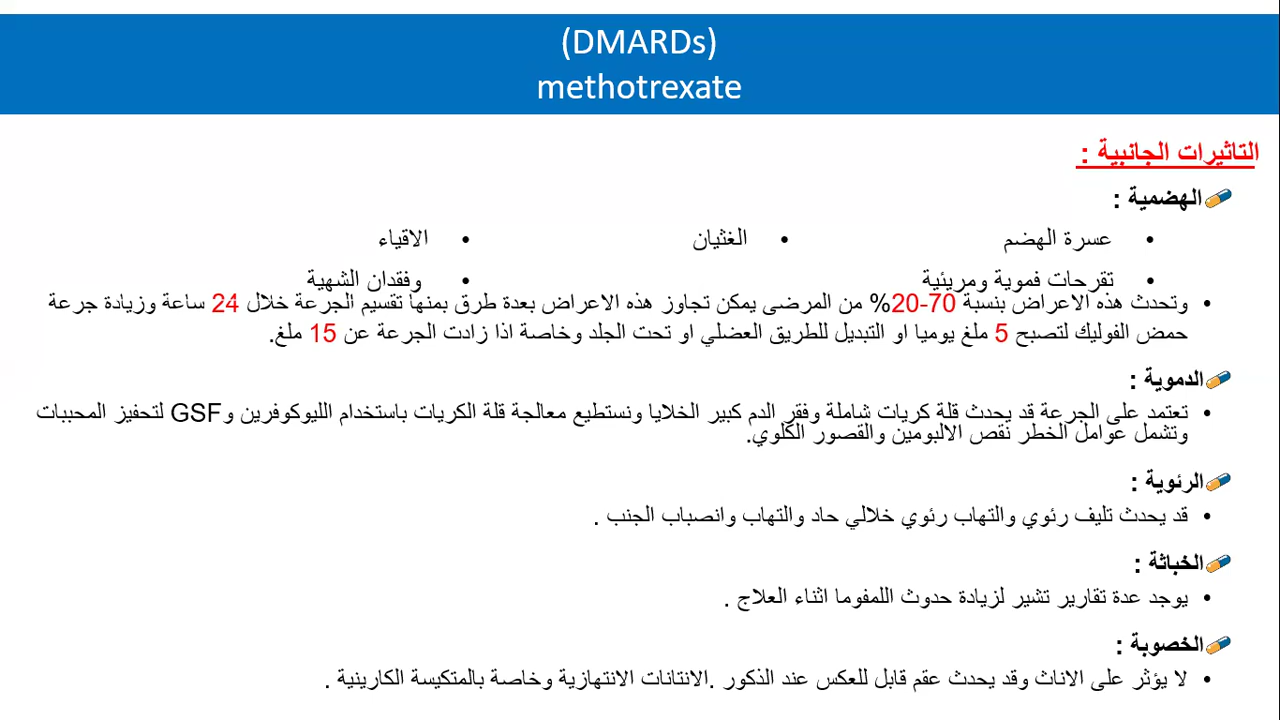 (DMARDs)
methotrexate
التاثيرات الجانبية :
الهضمية :
• عسرة الهضم • الغثيان • الاقياء
• تقرحات فموية ومريئية • وفقدان الشهية
• وتحدث هذه الاعراض بنسبة 70-20% من المرضى يمكن تجاوز هذه الاعراض بعدة طرق بمنها تقسيم الجرعة خلال 24 ساعة وزيادة جرعة
حمض الفوليك لتصبح 5 ملغ يوميا او التبديل للطريق العضلي او تحت الجلد وخاصة اذا زادت الجرعة عن 15 ملغ.
الدموية :
• تعتمد على الجرعة قد يحدث قلة كريات شاملة وفقر الدم كبير الخلايا ونستطيع معالجة قلة الكريات باستخدام الليوكوفرين وGSF لتحفيز المحببات
وتشمل عوامل الخطر نقص الالبومين والقصور الكلوي.
الرئوية :
• قد يحدث تليف رئوي والتهاب رئوي خلالي حاد والتهاب وانصباب الجنب .
الخباثة :
• يوجد عدة تقارير تشير لزيادة حدوث اللمفوما اثناء العلاج .
الخصوبة :
• لا يؤثر على الاناث وقد يحدث عقم قابل للعكس عند الذكور .الانتانات الانتهازية وخاصة بالمتكيسة الكارينية .